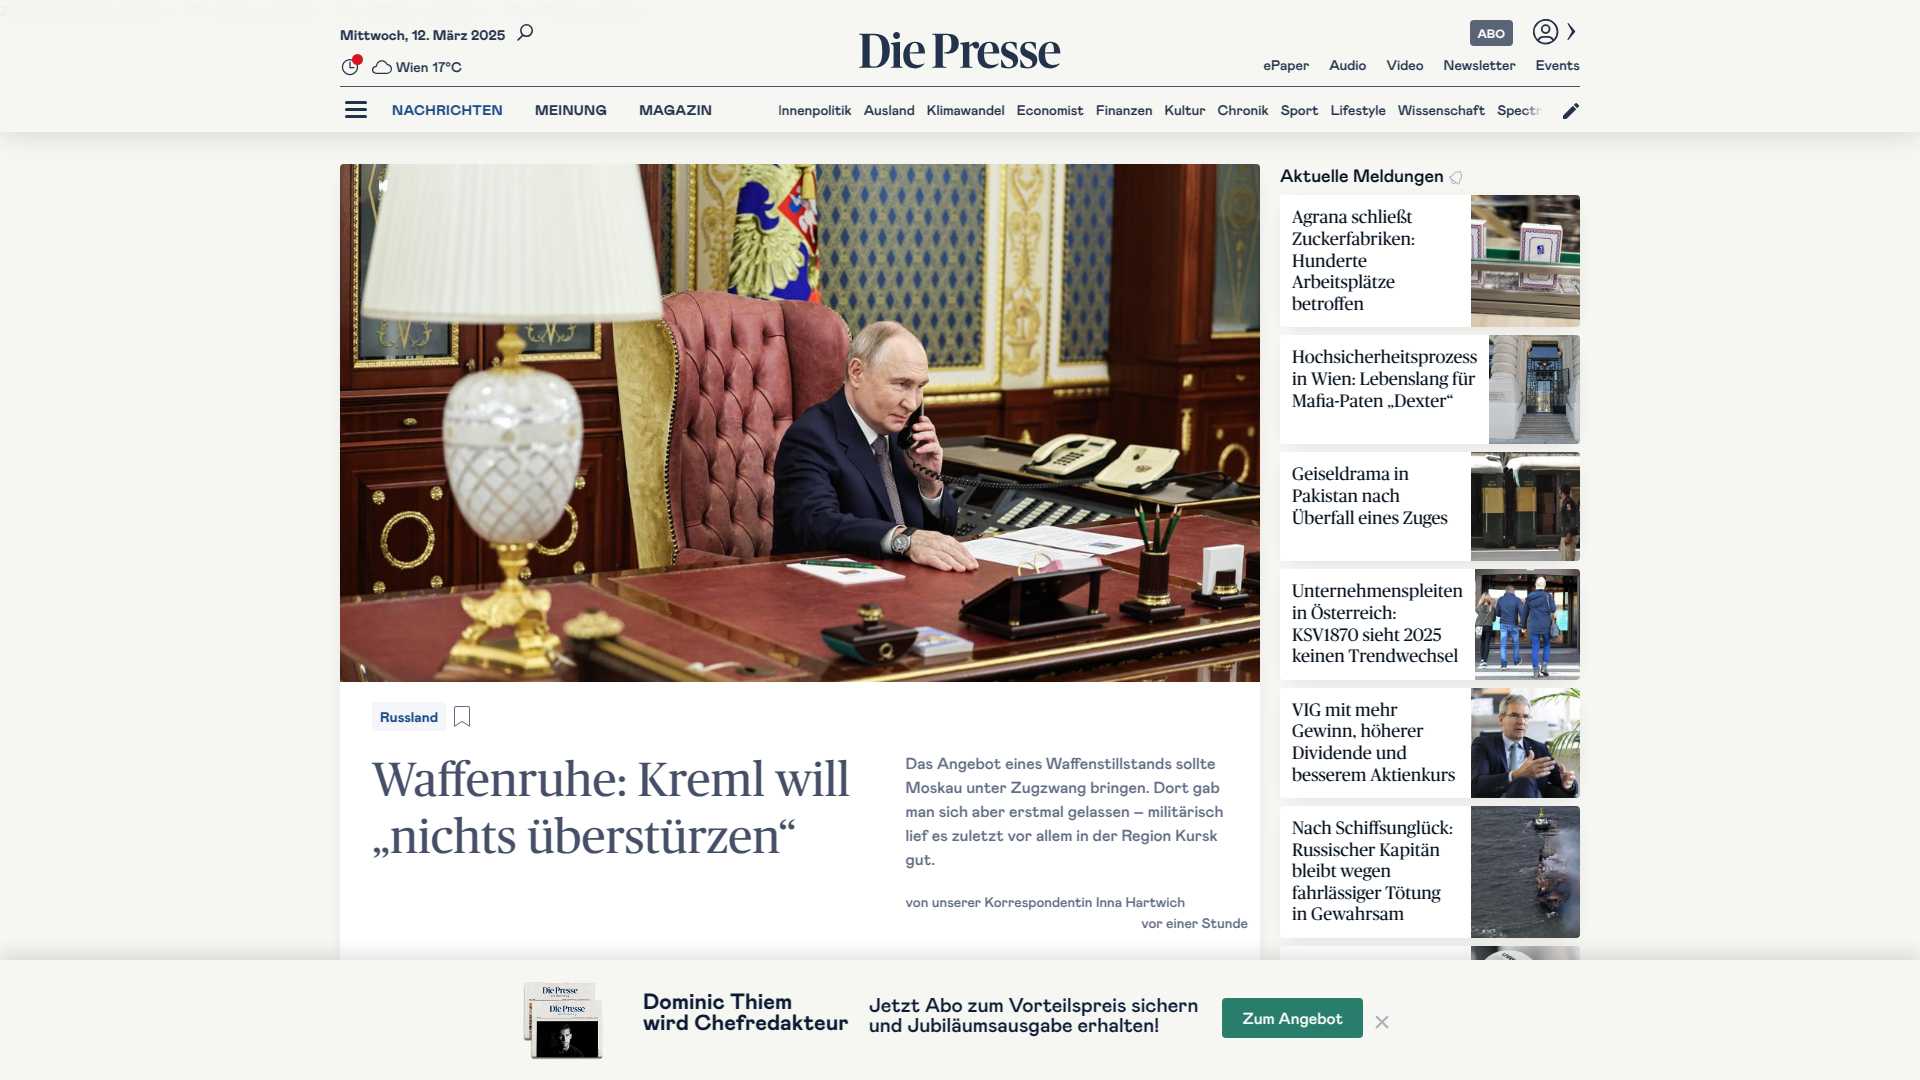 Mittwoch, 12. März 2025
Wien 17°C
Die Presse
ABO
ePaper Audio Video Newsletter Events
NACHRICHTEN MEINUNG MAGAZIN
Innenpolitik Ausland Klimawandel Economist Finanzen Kultur Chronik Sport Lifestyle Wissenschaft Spectr
Russland
Waffenruhe: Kreml will
„nichts überstürzen“
Das Angebot eines Waffenstillstands sollte
Moskau unter Zugzwang bringen. Dort gab
man sich aber erstmal gelassen – militärisch
lief es zuletzt vor allem in der Region Kursk
gut.
von unserer Korrespondentin Inna Hartwich
vor einer Stunde
Aktuelle Meldungen
Agrana schließt
Zuckerfabriken:
Hunderte
Arbeitsplätze
betroffen
Hochsicherheitsprozess
in Wien: Lebenslang für
Mafia-Paten „Dexter“
Geiseldrama in
Pakistan nach
Überfall eines Zuges
Unternehmenspleiten
in Österreich:
KSV1870 sieht 2025
keinen Trendwechsel
VIG mit mehr
Gewinn, höherer
Dividende und
besserem Aktienkurs
Nach Schiffsunglück:
Russischer Kapitän
bleibt wegen
fahrlässiger Tötung
in Gewahrsam
Die Presse
Die Presse
Dominic Thiem
wird Chefredakteur
Jetzt Abo zum Vorteilspreis sichern
und Jubiläumsausgabe erhalten!
Zum Angebot